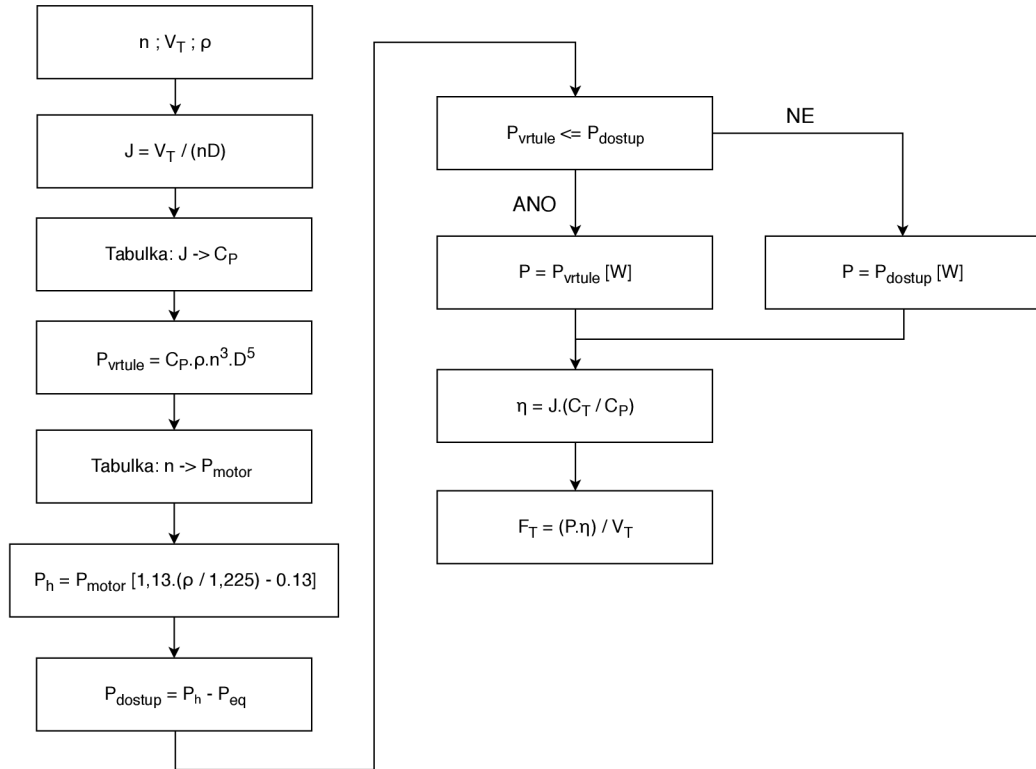 n ; V_T ; ρ
J = V_T / (nD)
Tabulka: J -> C_P
P_vrtule = C_P.ρ.n^3.D^5
Tabulka: n -> P_motor
P_h = P_motor [1,13.(ρ / 1,225) - 0.13]
P_dostup = P_h - P_eq
P_vrtule <= P_dostup
NE
ANO
P = P_vrtule [W]
P = P_dostup [W]
η = J.(C_T / C_P)
F_T = (P.η) / V_T